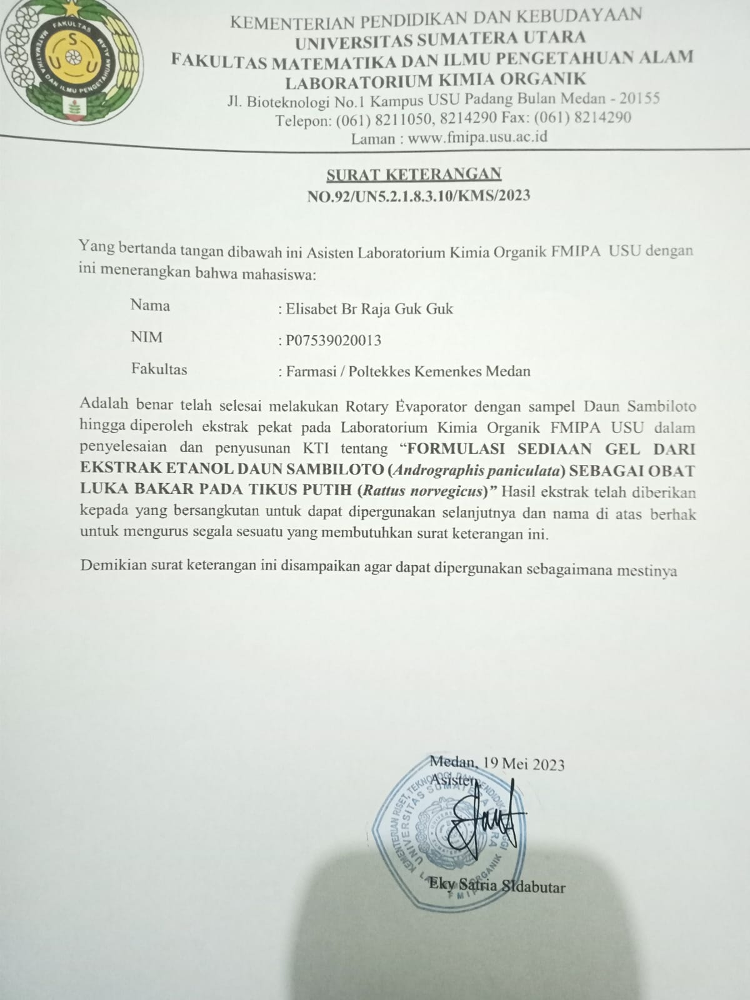 FAKULTAS
MATEMATIKA DAN ILMU PENGETAHUAN ALAM
USU
KEMENTERIAN PENDIDIKAN DAN KEBUDAYAAN
UNIVERSITAS SUMATERA UTARA
FAKULTAS MATEMATIKA DAN ILMU PENGETAHUAN ALAM
LABORATORIUM KIMIA ORGANIK
Jl. Bioteknologi No.1 Kampus USU Padang Bulan Medan - 20155
Telepon: (061) 8211050, 8214290 Fax: (061) 8214290
Laman : www.fmipa.usu.ac.id
SURAT KETERANGAN
NO.92/UN5.2.1.8.3.10/KMS/2023
Yang bertanda tangan dibawah ini Asisten Laboratorium Kimia Organik FMIPA USU dengan
ini menerangkan bahwa mahasiswa:
Nama : Elisabet Br Raja Guk Guk
NIM : P07539020013
Fakultas : Farmasi / Poltekkes Kemenkes Medan
Adalah benar telah selesai melakukan Rotary Evaporator dengan sampel Daun Sambiloto
hingga diperoleh ekstrak pekat pada Laboratorium Kimia Organik FMIPA USU dalam
penyelesaian dan penyusunan KTI tentang “FORMULASI SEDIAAN GEL DARI
EKSTRAK ETANOL DAUN SAMBILOTO (Andrographis paniculata) SEBAGAI OBAT
LUKA BAKAR PADA TIKUS PUTIH (Rattus norvegicus)” Hasil ekstrak telah diberikan
kepada yang bersangkutan untuk dapat dipergunakan selanjutnya dan nama di atas berhak
untuk mengurus segala sesuatu yang membutuhkan surat keterangan ini.
Demikian surat keterangan ini disampaikan agar dapat dipergunakan sebagaimana mestinya
Medan, 19 Mei 2023
Asisten
KEMENTERIAN RISET, TEKNOLOGI DAN PENDIDIKAN TINGGI
UNIVERSITAS SUMATERA UTARA
ORGANIK
FMIPA
Eky Satria SIdabutar